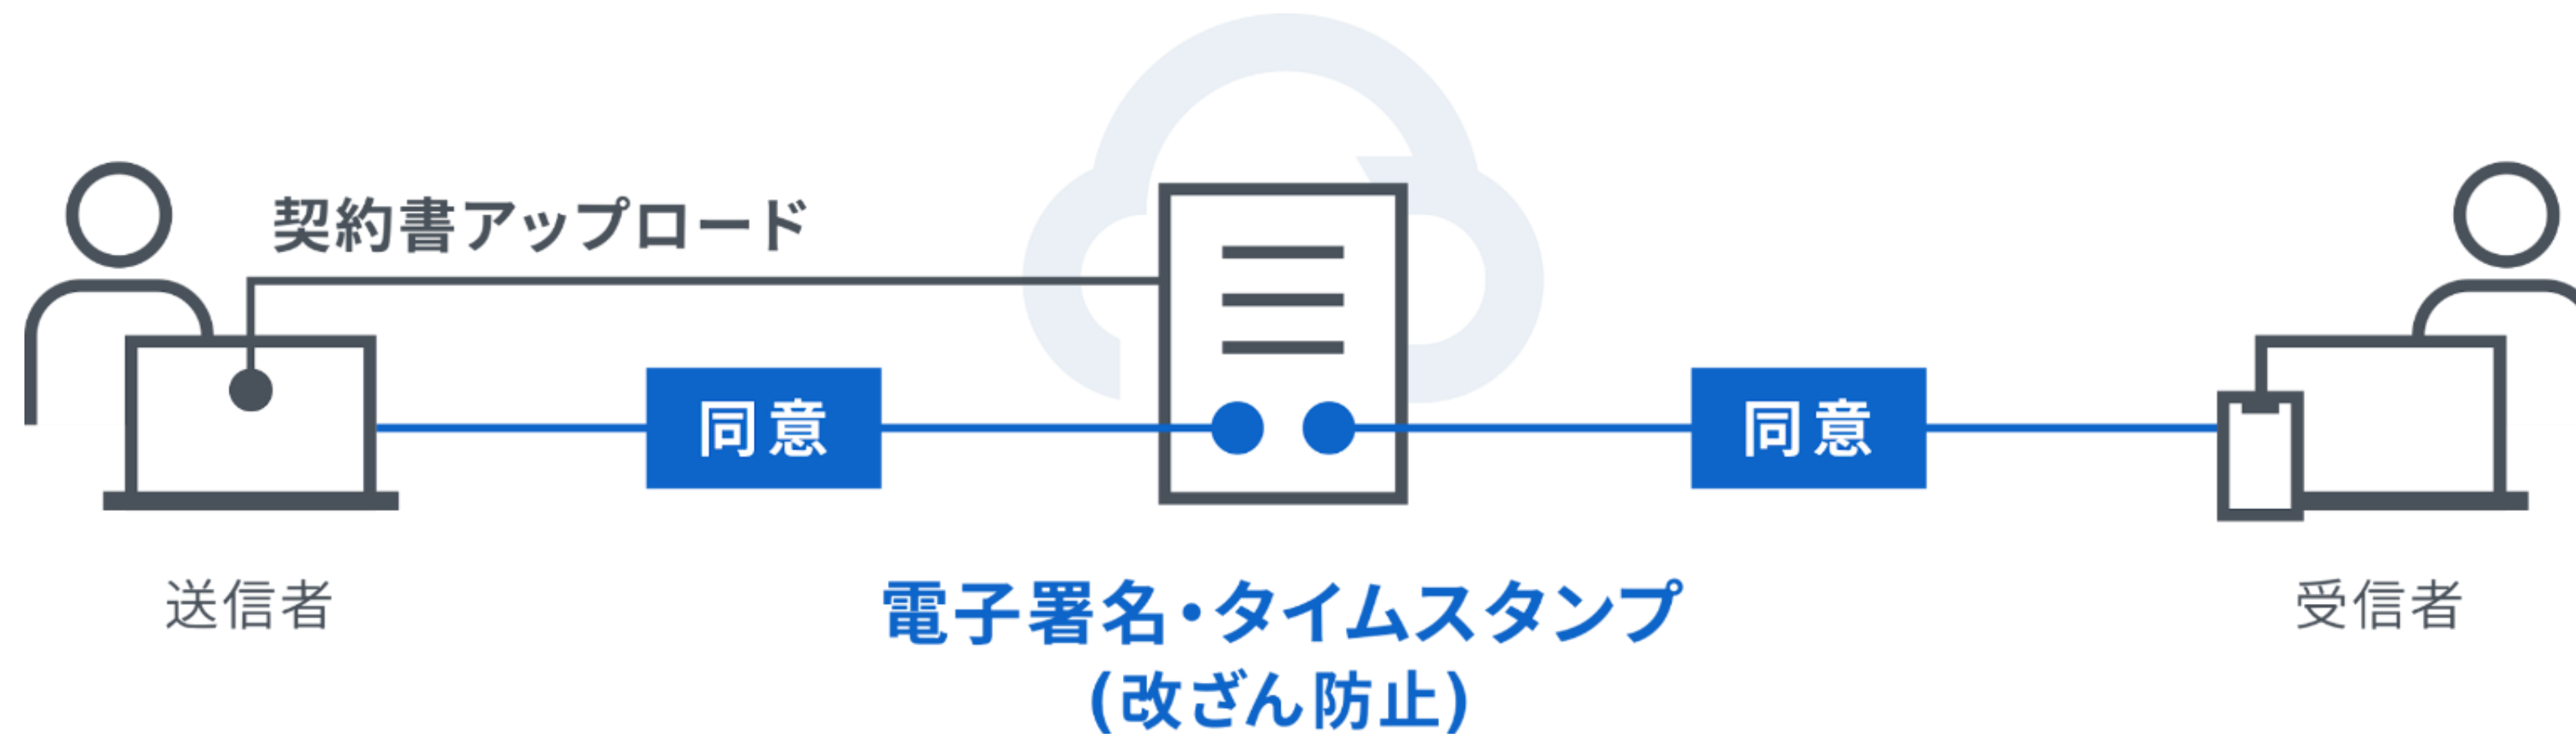 契約書アップロード
同意
同意
送信者
電子署名・タイムスタンプ
(改ざん防止)
受信者